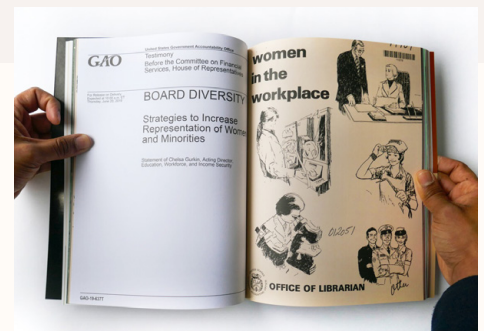 United States Government Accountability Office
GAO
Testimony
Before the Committee on Financial
Services, House of Representatives
BOARD DIVERSITY
Strategies to Increase
Representation of Women
and Minorities
Statement of Chelsa Gurkin, Acting Director
Education, Workforce, and Income Security
women
in the
workplace
OFFICE OF LIBRARIAN